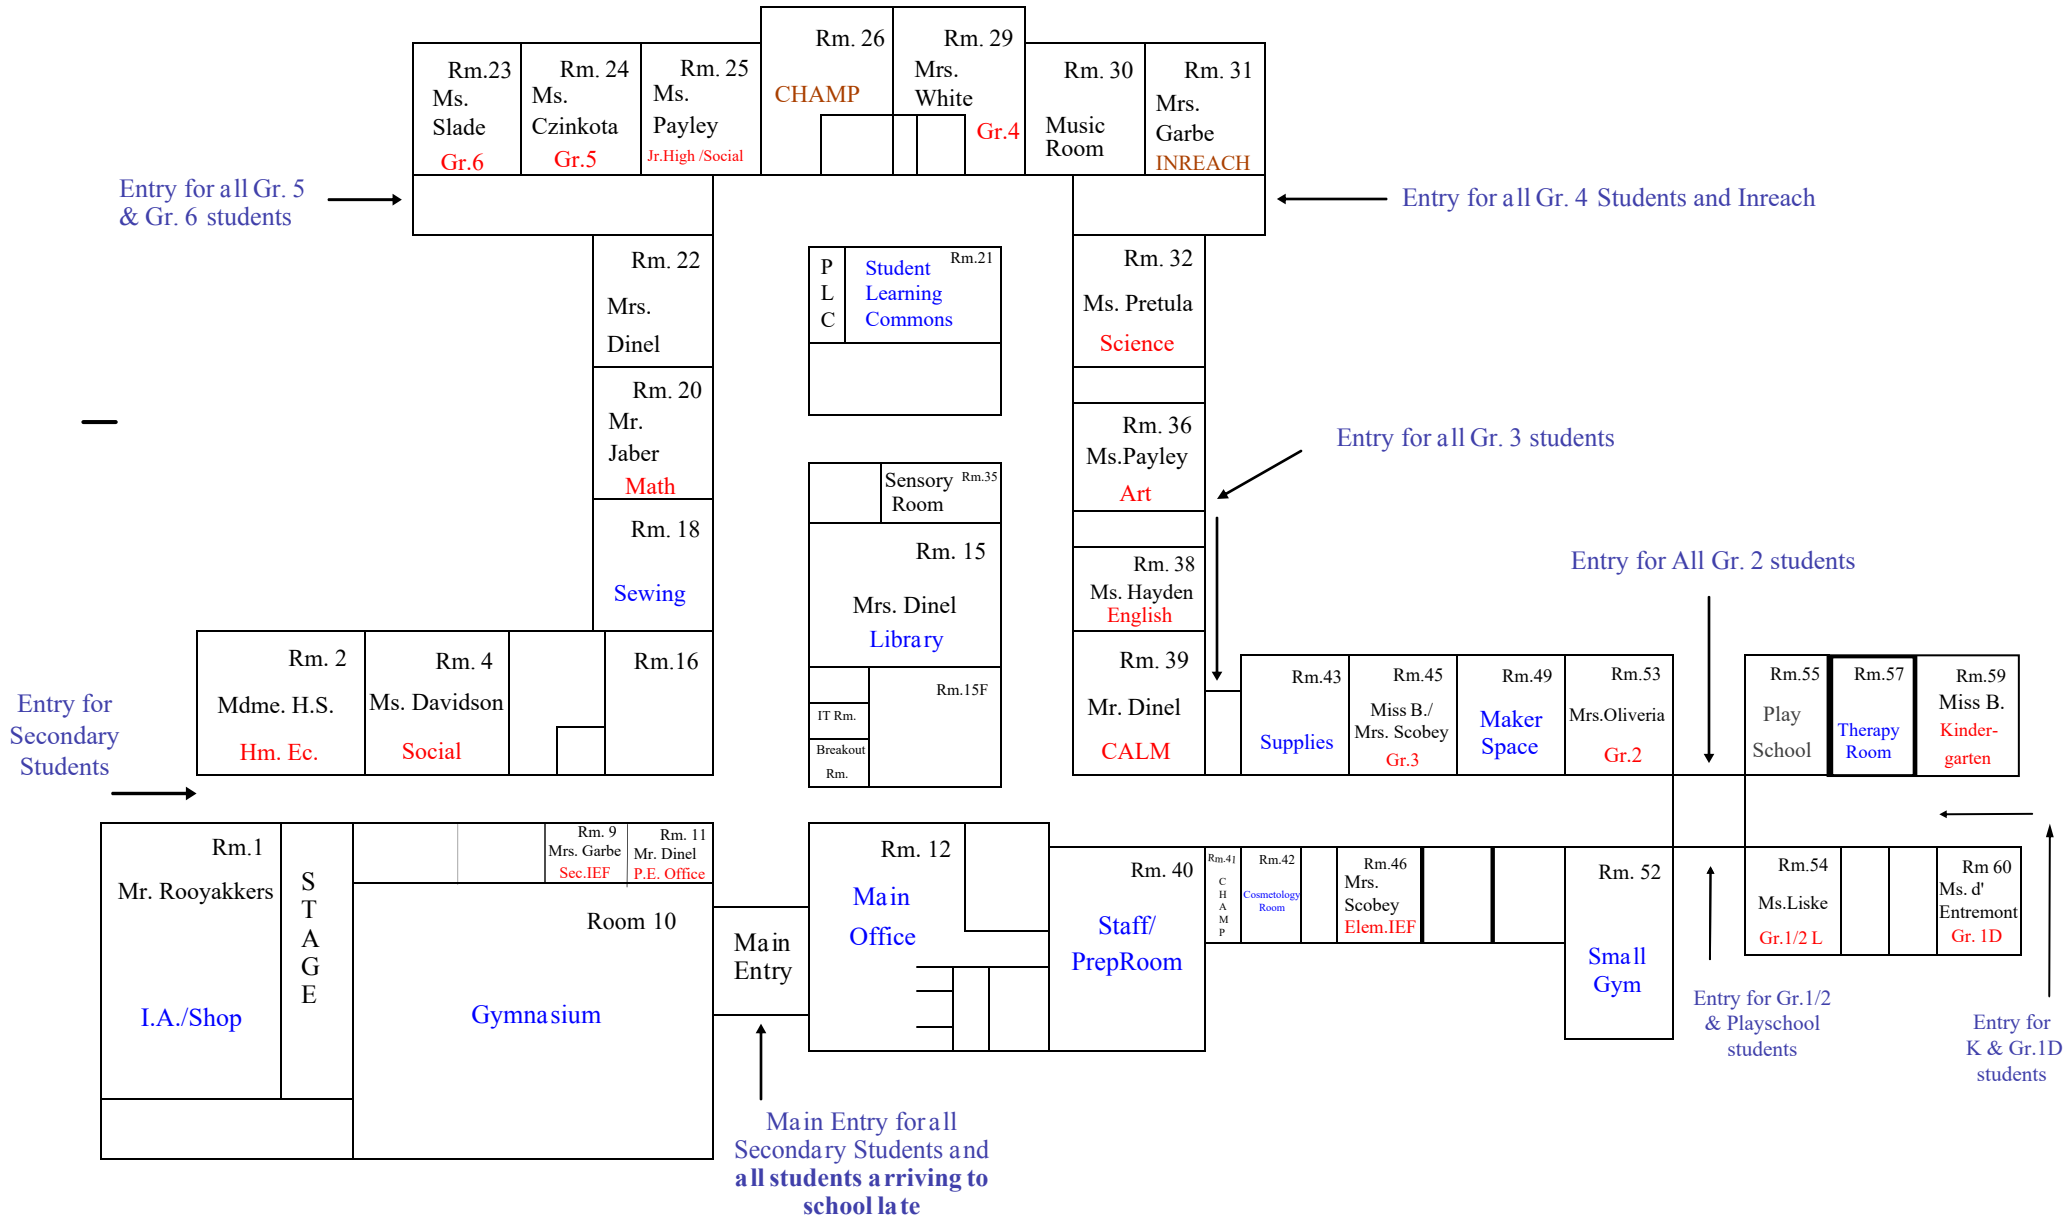 Rm.23
Ms.
Slade
Gr.6
Rm. 24
Ms.
Czinkota
Gr.5
Rm. 25
Ms.
Payley
Jr.High /Social
Rm. 26
CHAMP
Rm. 29
Mrs.
White
Gr.4
Rm. 30
Music
Room
Rm. 31
Mrs.
Garbe
INREACH
Entry for all Gr. 5
& Gr. 6 students
Entry for all Gr. 4 Students and Inreach
Rm. 22
Mrs.
Dinel
P
L
C
Student
Learning
Commons
Rm.21
Rm. 32
Ms. Pretula
Science
Rm. 20
Mr.
Jaber
Math
Rm. 36
Ms.Payley
Art
Entry for all Gr. 3 students
Sensory
Room
Rm.35
Rm. 18
Sewing
Rm. 15
Mrs. Dinel
Library
Rm. 38
Ms. Hayden
English
Entry for All Gr. 2 students
Entry for
Secondary
Students
Rm. 2
Mdme. H.S.
Hm. Ec.
Rm. 4
Ms. Davidson
Social
Rm.16
Rm.15F
IT Rm.
Breakout
Rm.
Rm. 39
Mr. Dinel
CALM
Rm.43
Supplies
Rm.45
Miss B./
Mrs. Scobey
Gr.3
Rm.49
Maker
Space
Rm.53
Mrs.Oliveria
Gr.2
Rm.55
Play
School
Rm.57
Therapy
Room
Rm.59
Miss B.
Kinder-
garten
Rm.1
Mr. Rooyakkers
I.A./Shop
S
T
A
G
E
Rm. 9
Mrs. Garbe
Sec.IEF
Rm. 11
Mr. Dinel
P.E. Office
Room 10
Gymnasium
Main
Entry
Rm. 12
Main
Office
Rm. 40
Staff/
PrepRoom
Rm.41
C
H
A
M
P
Rm.42
Cosmetology
Room
Rm.46
Mrs.
Scobey
Elem.IEF
Rm. 52
Small
Gym
Rm.54
Ms.Liske
Gr.1/2 L
Rm 60
Ms. d'
Entremont
Gr. 1D
Entry for Gr.1/2
& Playschool
students
Entry for
K & Gr.1D
students
Main Entry for all
Secondary Students and
all students arriving to
school late